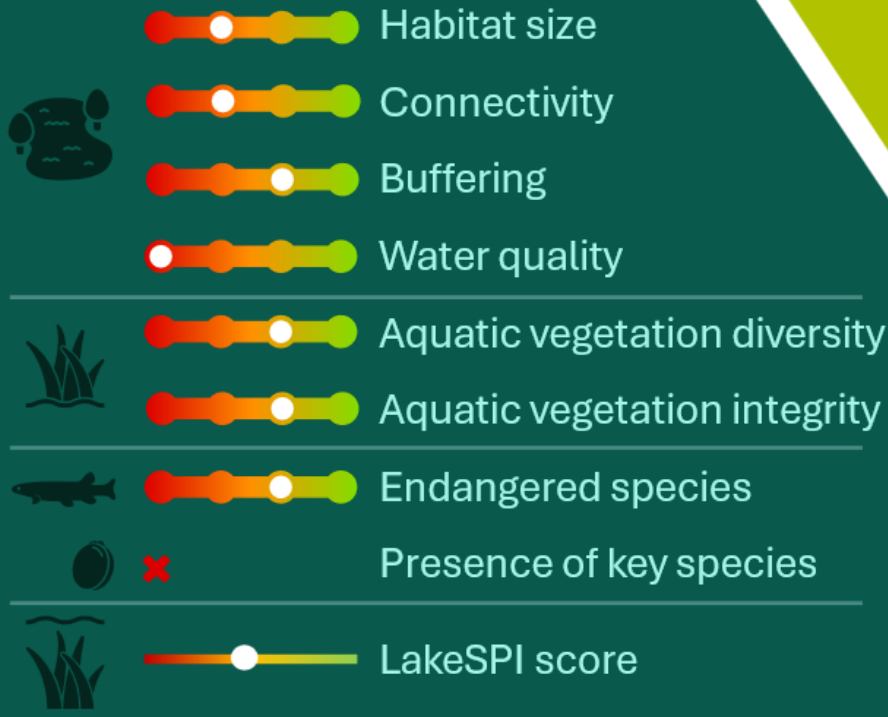 Habitat size
Connectivity
Buffering
Water quality
Aquatic vegetation diversity
Aquatic vegetation integrity
Endangered species
Presence of key species
LakeSPI score